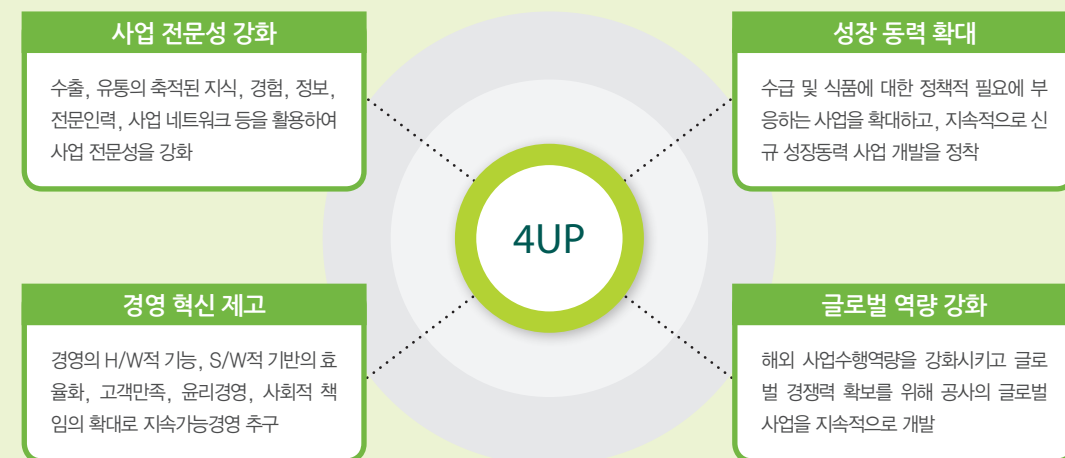 사업 전문성 강화
수출, 유통의 축적된 지식, 경험, 정보,
전문인력, 사업 네트워크 등을 활용하여
사업 전문성을 강화
성장 동력 확대
수급 및 식품에 대한 정책적 필요에 부
응하는 사업을 확대하고, 지속적으로 신
규 성장동력 사업 개발을 정착
4UP
경영 혁신 제고
경영의 H/W적 기능, S/W적 기반의 효
율화, 고객만족, 윤리경영, 사회적 책
임의 확대로 지속가능경영 추구
글로벌 역량 강화
해외 사업수행역량을 강화시키고 글로
벌 경쟁력 확보를 위해 공사의 글로벌
사업을 지속적으로 개발